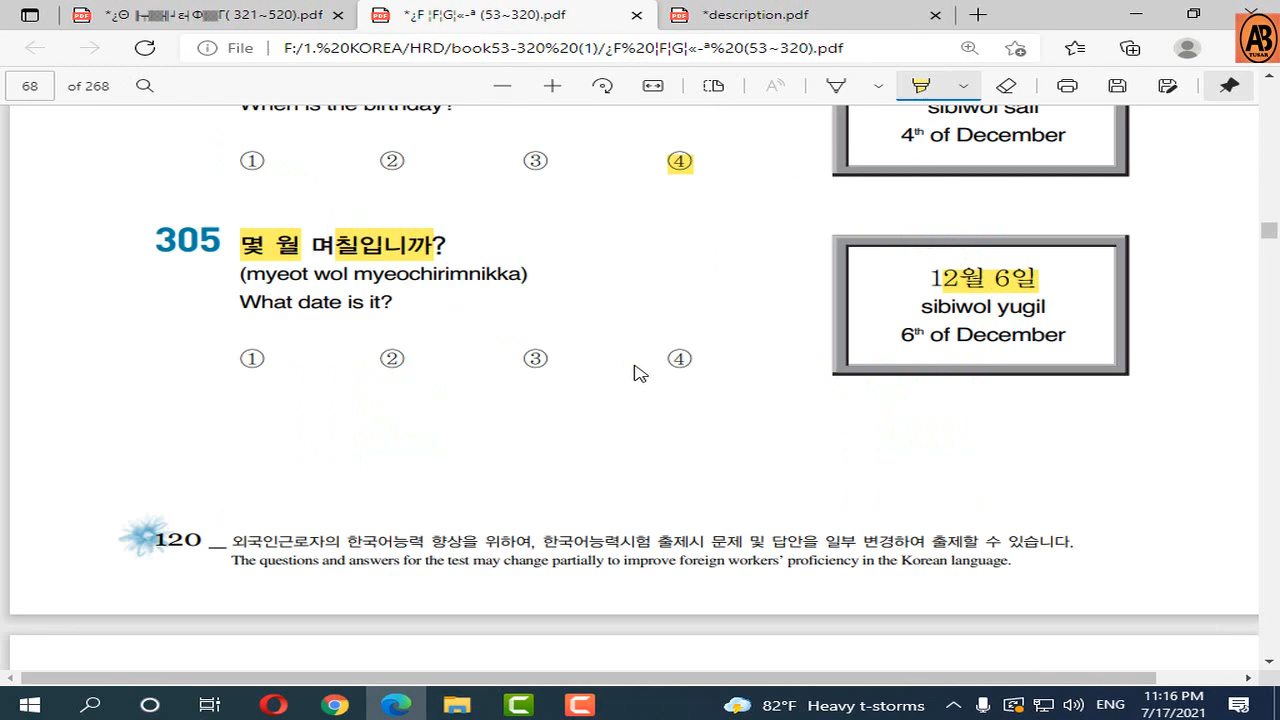 *¿Θ ╟╤▒╣╛ε┤Φ▒▒Γ( 321~520).pdf
*¿F ¦F¦G¦«-ª (53~320).pdf
*description.pdf
File
F:/1.%20KOREA/HRD/book53-320%20(1)/¿F%20¦F¦G¦«-ª%20(53~320).pdf
AB
TUSAR
68 of 268
When is the birthday?
sibiwol sail
4th of December
① ② ③ ④
305 몇 월 며칠입니까?
(myeot wol myeochirimnikka)
What date is it?
12월 6일
sibiwol yugil
6th of December
① ② ③ ④
120 _ 외국인근로자의 한국어능력 향상을 위하여, 한국어능력시험 출제시 문제 및 답안을 일부 변경하여 출제할 수 있습니다.
The questions and answers for the test may change partially to improve foreign workers' proficiency in the Korean language.
82°F Heavy t-storms
ENG
11:16 PM
7/17/2021